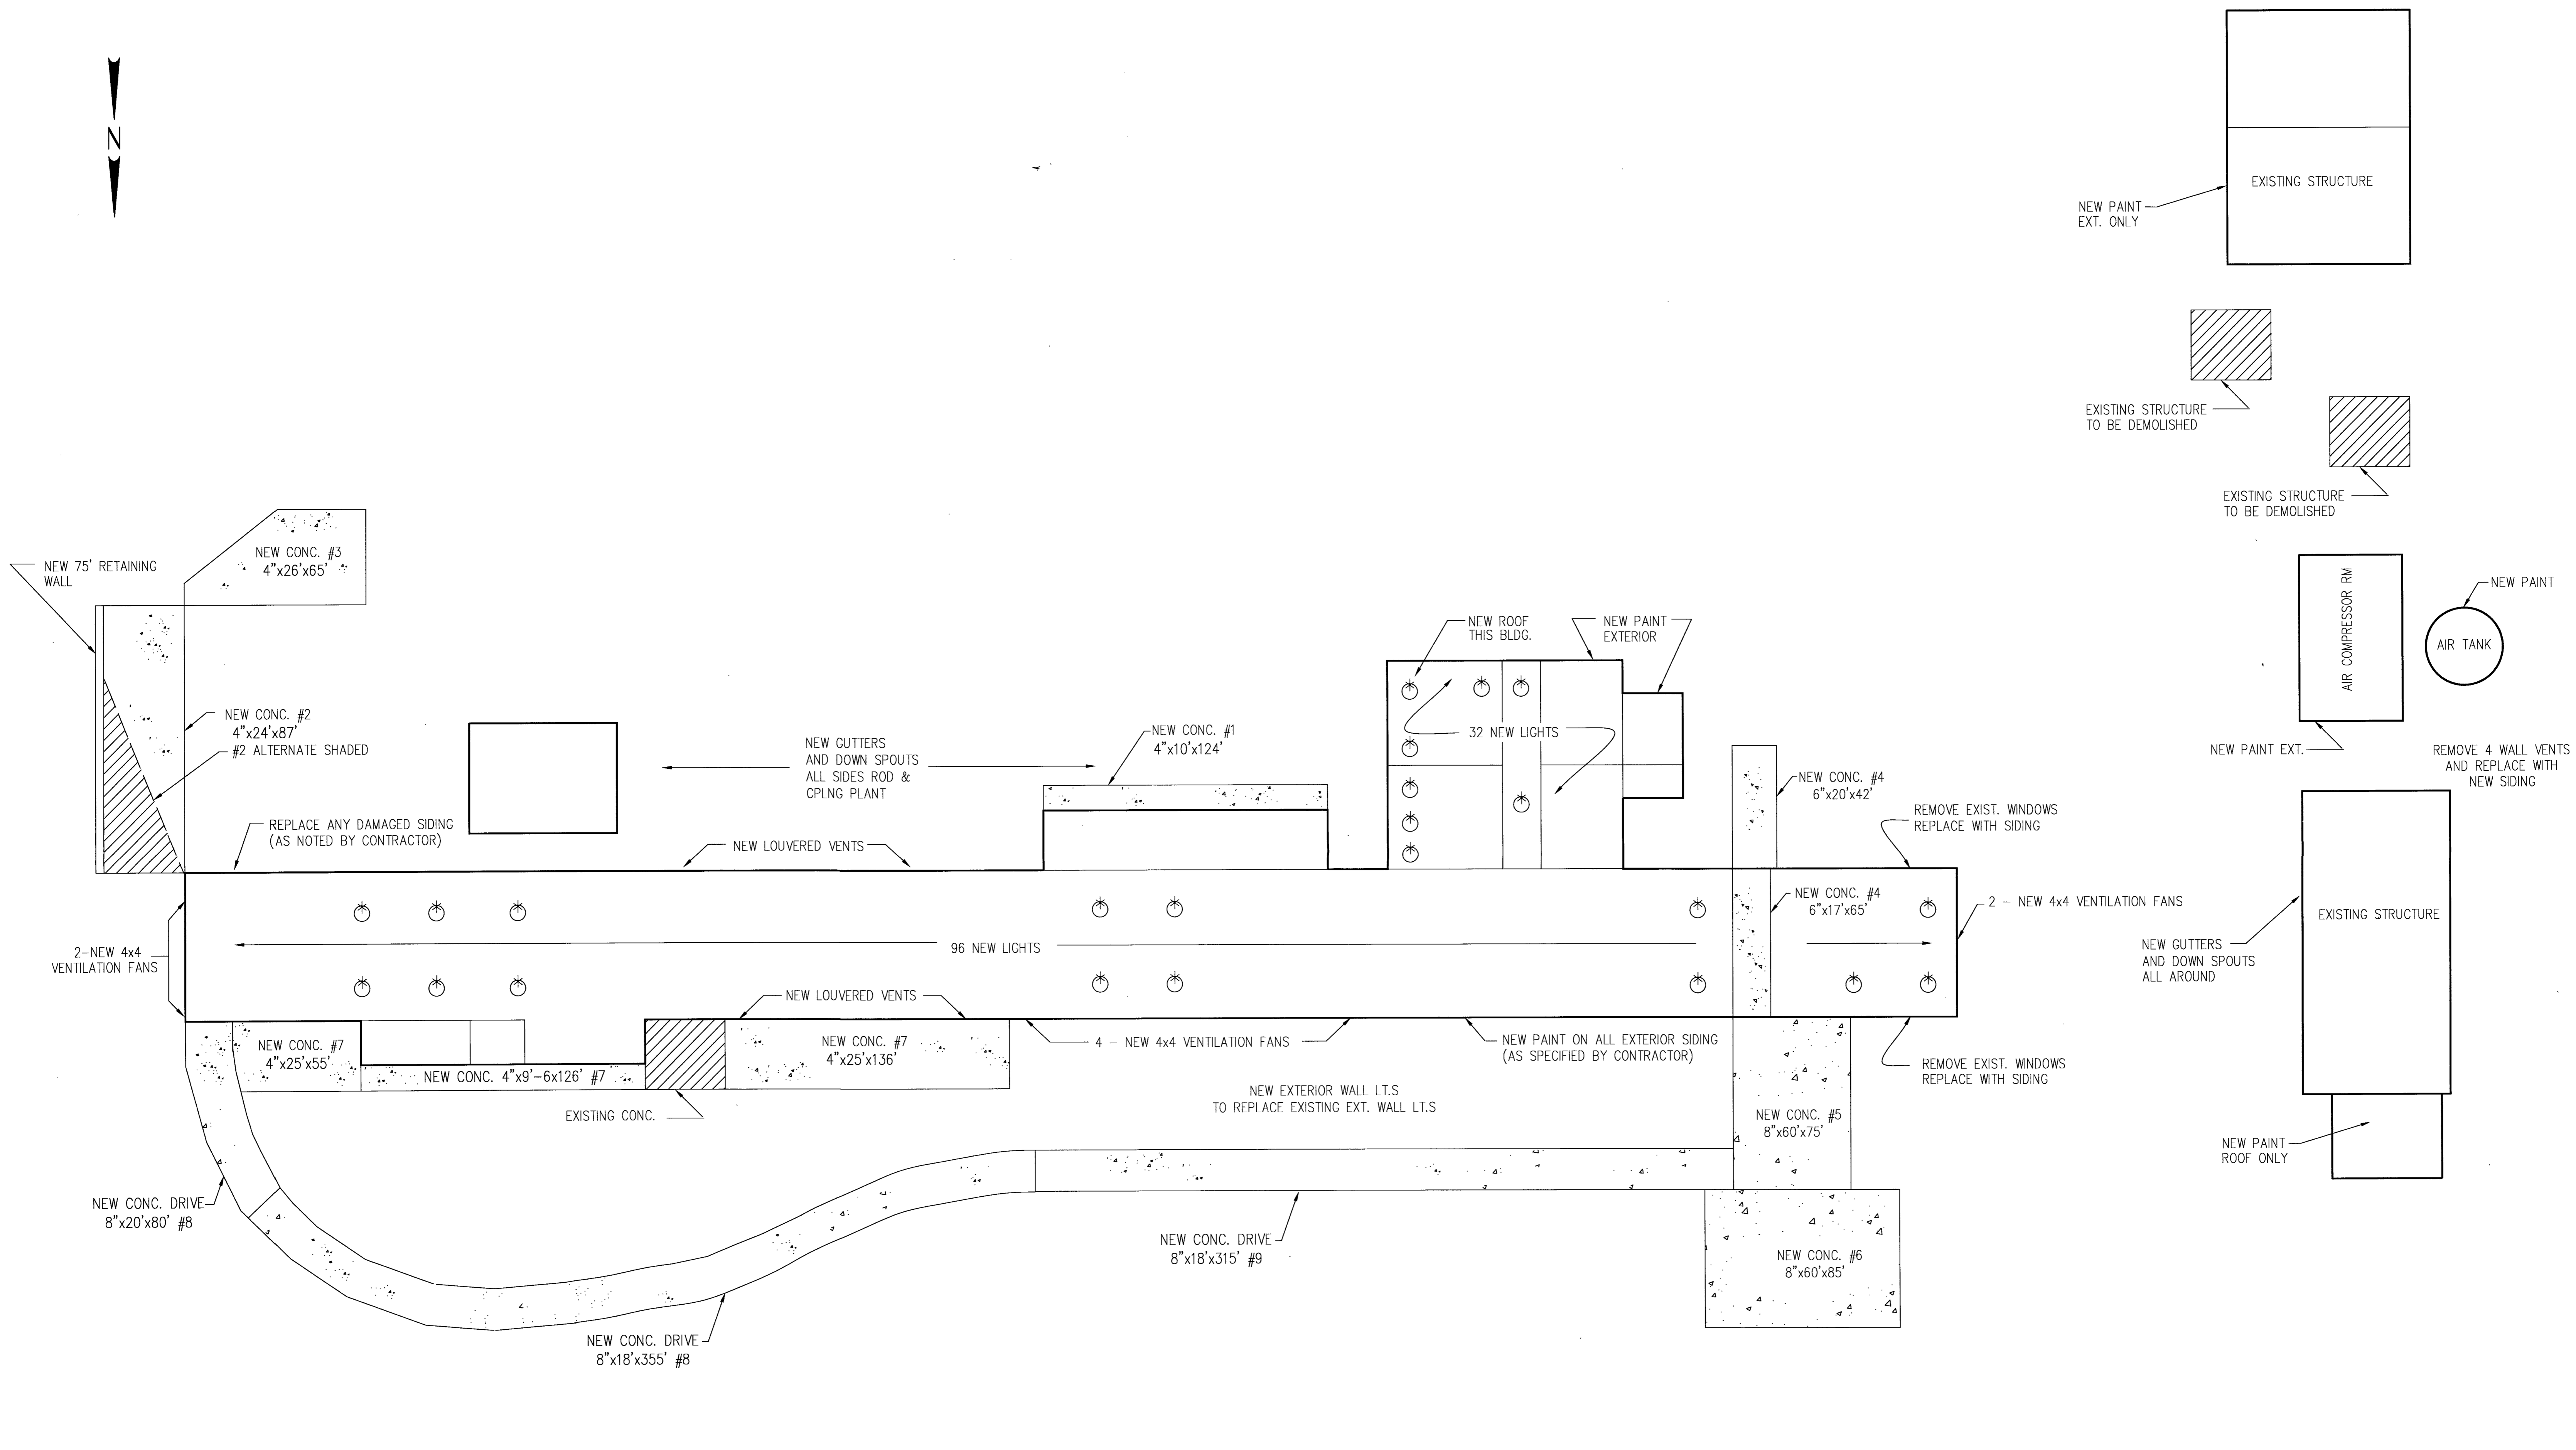 N
EXISTING STRUCTURE
NEW PAINT
EXT. ONLY
EXISTING STRUCTURE
TO BE DEMOLISHED
EXISTING STRUCTURE
TO BE DEMOLISHED
NEW CONC. #3
4"x26'x65'
NEW 75' RETAINING
WALL
NEW CONC. #2
4"x24'x87'
#2 ALTERNATE SHADED
NEW GUTTERS
AND DOWN SPOUTS
ALL SIDES ROD &
CPLNG PLANT
NEW CONC. #1
4"x10'x124'
NEW ROOF
THIS BLDG.
NEW PAINT
EXTERIOR
32 NEW LIGHTS
NEW CONC. #4
6"x20'x42'
AIR COMPRESSOR RM
NEW PAINT
AIR TANK
NEW PAINT EXT.
REMOVE 4 WALL VENTS
AND REPLACE WITH
NEW SIDING
REPLACE ANY DAMAGED SIDING
(AS NOTED BY CONTRACTOR)
NEW LOUVERED VENTS
REMOVE EXIST. WINDOWS
REPLACE WITH SIDING
NEW CONC. #4
6"x17'x65'
2 - NEW 4x4 VENTILATION FANS
EXISTING STRUCTURE
2-NEW 4x4
VENTILATION FANS
96 NEW LIGHTS
NEW GUTTERS
AND DOWN SPOUTS
ALL AROUND
NEW LOUVERED VENTS
NEW CONC. #7
4"x25'x55'
NEW CONC. 4"x9'-6x126' #7
NEW CONC. #7
4"x25'x136'
4 - NEW 4x4 VENTILATION FANS
NEW PAINT ON ALL EXTERIOR SIDING
(AS SPECIFIED BY CONTRACTOR)
REMOVE EXIST. WINDOWS
REPLACE WITH SIDING
EXISTING CONC.
NEW EXTERIOR WALL LT.S
TO REPLACE EXISTING EXT. WALL LT.S
NEW CONC. #5
8"x60'x75'
NEW PAINT
ROOF ONLY
NEW CONC. DRIVE
8"x20'x80' #8
NEW CONC. DRIVE
8"x18'x315' #9
NEW CONC. #6
8"x60'x85'
NEW CONC. DRIVE
8"x18'x355' #8